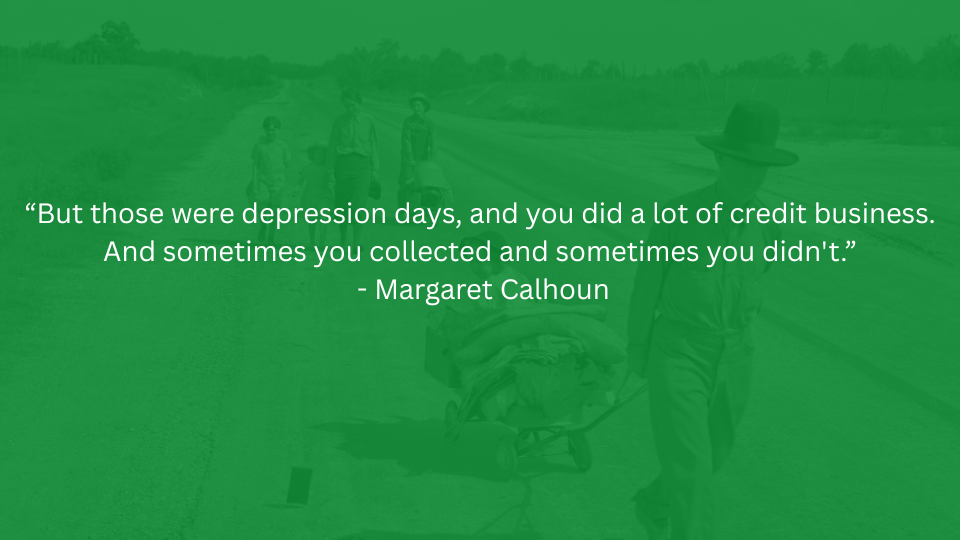 “But those were depression days, and you did a lot of credit business.
And sometimes you collected and sometimes you didn't.”
- Margaret Calhoun